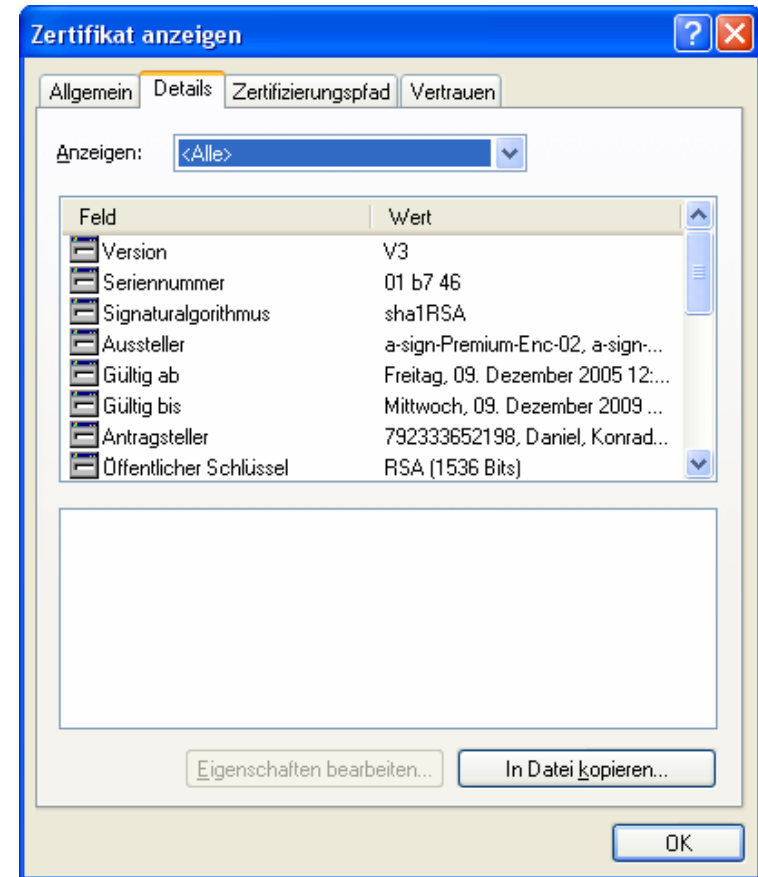 Zertifikat anzeigen
Allgemein Details Zertifizierungspfad Vertrauen
Anzeigen: <Alle>
Feld Wert
Version V3
Seriennummer 01 b7 46
Signaturalgorithmus sha1RSA
Aussteller a-sign-Premium-Enc-02, a-sign-...
Gültig ab Freitag, 09. Dezember 2005 12:...
Gültig bis Mittwoch, 09. Dezember 2009 ...
Antragsteller 792333652198, Daniel, Konrad...
Öffentlicher Schlüssel RSA (1536 Bits)
Eigenschaften bearbeiten... In Datei kopieren...
OK